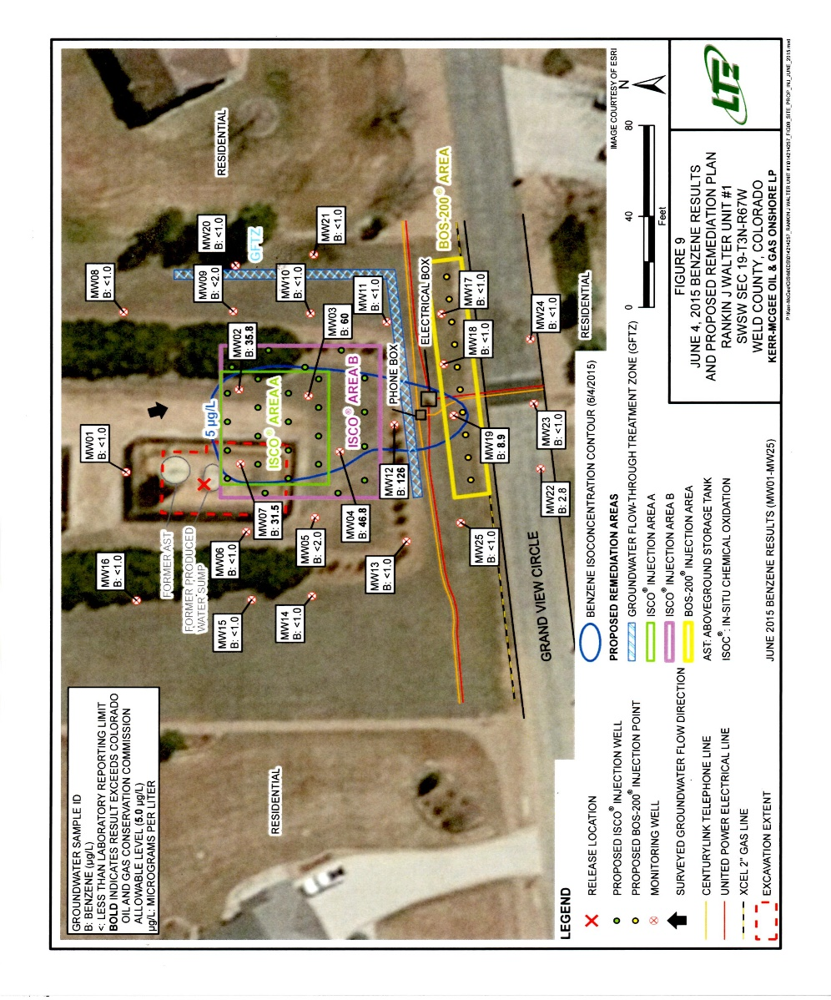 GROUNDWATER SAMPLE ID
B: BENZENE (µg/L)
<: LESS THAN LABORATORY REPORTING LIMIT
BOLD INDICATES RESULT EXCEEDS COLORADO
OIL AND GAS CONSERVATION COMMISSION
ALLOWABLE LEVEL (5.0 µg/L)
µg/L: MICROGRAMS PER LITER
MW16
B: <1.0
MW01
B: <1.0
MW08
B: <1.0
FORMER AST
FORMER PRODUCED
WATER SUMP
5 µg/L
MW15
B: <1.0
MW06
B: <1.0
MW07
B: 31.5
MW02
B: 35.8
MW09
B: <2.0
MW20
B: <1.0
RESIDENTIAL
GFTZ
MW14
B: <1.0
MW05
B: <2.0
MW04
B: 46.8
ISCO® AREA A
MW03
B: 60
MW10
B: <1.0
MW21
B: <1.0
ISCO® AREA B
MW13
B: <1.0
MW12
B: 126
MW11
B: <1.0
PHONE BOX
ELECTRICAL BOX
BOS-200® AREA
RESIDENTIAL
MW25
B: <1.0
MW19
B: 8.9
MW18
B: <1.0
MW17
B: <1.0
GRAND VIEW CIRCLE
MW22
B: 2.8
MW23
B: <1.0
MW24
B: <1.0
RESIDENTIAL
LEGEND
RELEASE LOCATION
PROPOSED ISCO® INJECTION WELL
PROPOSED BOS-200® INJECTION POINT
MONITORING WELL
SURVEYED GROUNDWATER FLOW DIRECTION
CENTURYLINK TELEPHONE LINE
UNITED POWER ELECTRICAL LINE
XCEL 2" GAS LINE
EXCAVATION EXTENT
BENZENE ISOCONCENTRATION CONTOUR (6/4/2015)
PROPOSED REMEDIATION AREAS
GROUNDWATER FLOW-THROUGH TREATMENT ZONE (GFTZ)
ISCO® INJECTION AREA A
ISCO® INJECTION AREA B
BOS-200® INJECTION AREA
AST: ABOVEGROUND STORAGE TANK
ISOC®: IN-SITU CHEMICAL OXIDATION
JUNE 2015 BENZENE RESULTS (MW01-MW25)
IMAGE COURTESY OF ESRI
N
0 40 80
Feet
FIGURE 9
JUNE 4, 2015 BENZENE RESULTS
AND PROPOSED REMEDIATION PLAN
RANKIN J WALTER UNIT #1
SWSW SEC 19-T3N-R67W
WELD COUNTY, COLORADO
KERR-MCGEE OIL & GAS ONSHORE LP
LTE